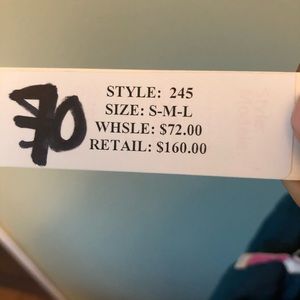 70
STYLE: 245
SIZE: S-M-L
WHSLE: $72.00
RETAIL: $160.00